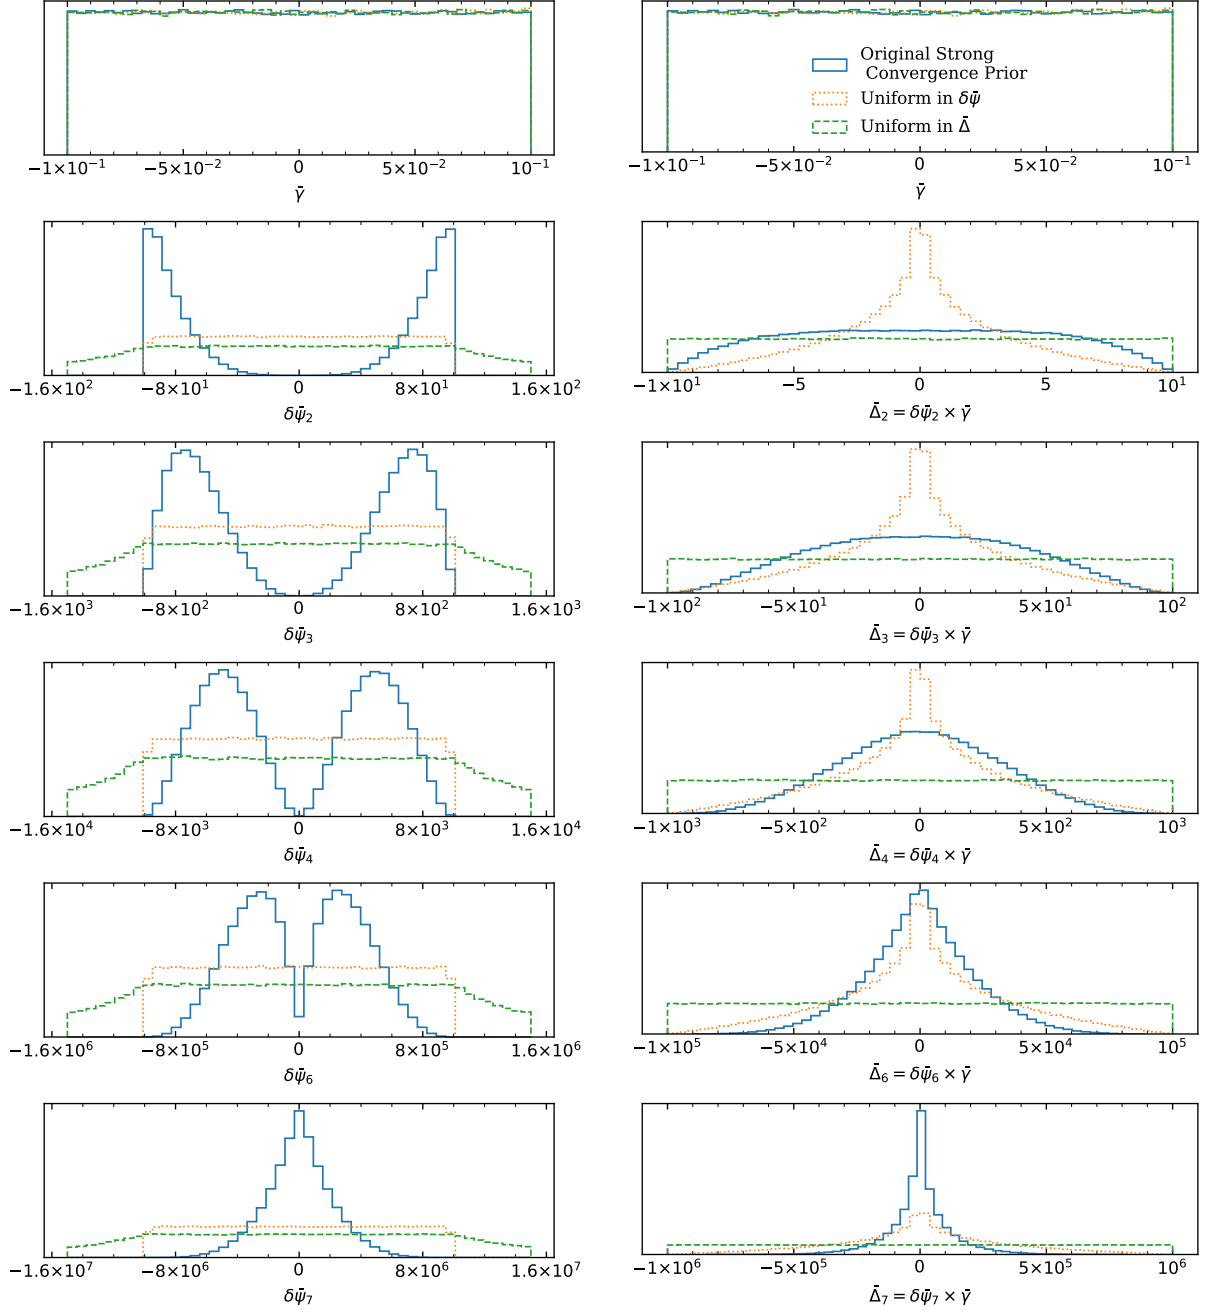 −1×10⁻¹ −5×10⁻² 0 5×10⁻² 10⁻¹
γ̄
Original Strong
Convergence Prior
Uniform in δψ̄
Uniform in Δ̄
−1×10⁻¹ −5×10⁻² 0 5×10⁻² 10⁻¹
γ̄
−1.6×10² −8×10¹ 0 8×10¹ 1.6×10²
δψ̄₂
−1×10¹ −5 0 5 10¹
Δ̄₂ = δψ̄₂ × γ̄
−1.6×10³ −8×10² 0 8×10² 1.6×10³
δψ̄₃
−1×10² −5×10¹ 0 5×10¹ 10²
Δ̄₃ = δψ̄₃ × γ̄
−1.6×10⁴ −8×10³ 0 8×10³ 1.6×10⁴
δψ̄₄
−1×10³ −5×10² 0 5×10² 10³
Δ̄₄ = δψ̄₄ × γ̄
−1.6×10⁶ −8×10⁵ 0 8×10⁵ 1.6×10⁶
δψ̄₆
−1×10⁵ −5×10⁴ 0 5×10⁴ 10⁵
Δ̄₆ = δψ̄₆ × γ̄
−1.6×10⁷ −8×10⁶ 0 8×10⁶ 1.6×10⁷
δψ̄₇
−1×10⁶ −5×10⁵ 0 5×10⁵ 10⁶
Δ̄₇ = δψ̄₇ × γ̄